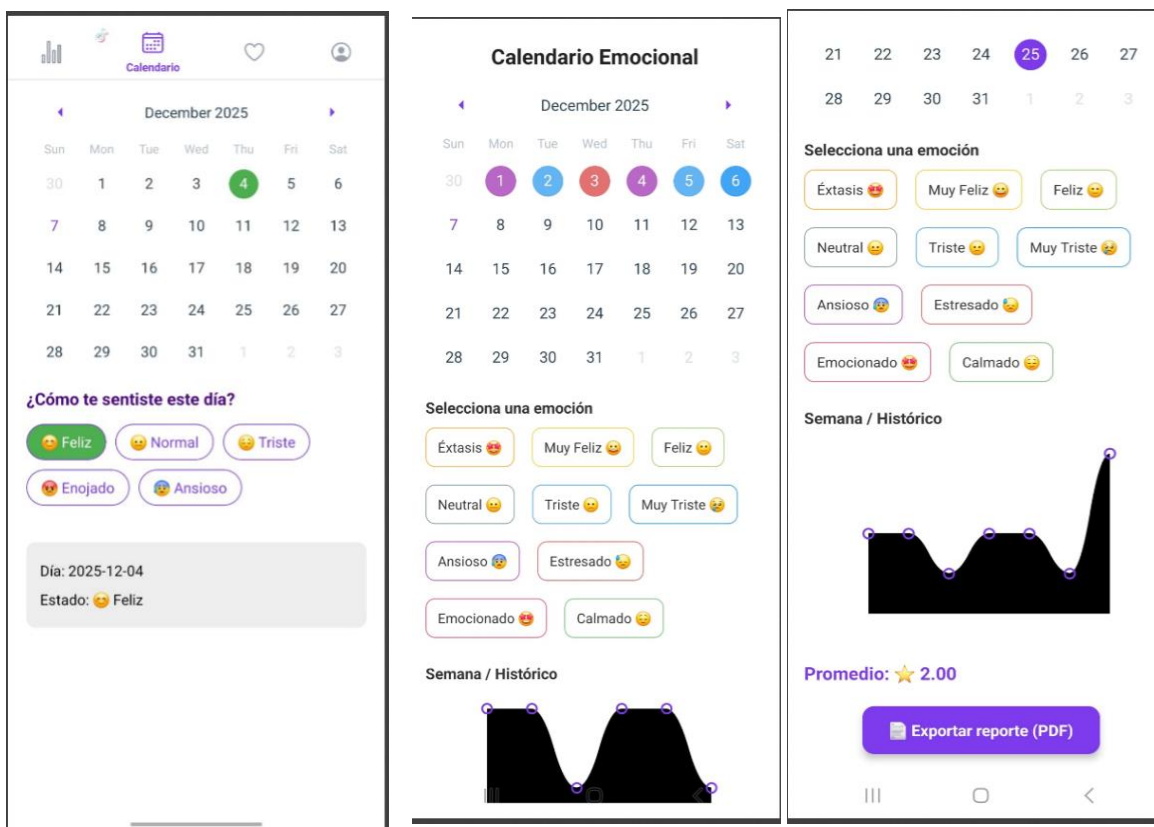 Calendario
December 2025
Sun Mon Tue Wed Thu Fri Sat
30 1 2 3 4 5 6
7 8 9 10 11 12 13
14 15 16 17 18 19 20
21 22 23 24 25 26 27
28 29 30 31 1 2 3
¿Cómo te sentiste este día?
😊 Feliz 😐 Normal 😔 Triste
😡 Enojado 😰 Ansioso
Día: 2025-12-04
Estado: 😊 Feliz
Calendario Emocional
December 2025
Sun Mon Tue Wed Thu Fri Sat
30 1 2 3 4 5 6
7 8 9 10 11 12 13
14 15 16 17 18 19 20
21 22 23 24 25 26 27
28 29 30 31 1 2 3
Selecciona una emoción
Éxtasis 🤩 Muy Feliz 😀 Feliz 🙂
Neutral 😐 Triste 😐 Muy Triste 😢
Ansioso 😰 Estresado 😓
Emocionado 🤩 Calmado 😌
Semana / Histórico
21 22 23 24 25 26 27
28 29 30 31 1 2 3
Selecciona una emoción
Éxtasis 🤩 Muy Feliz 😀 Feliz 🙂
Neutral 😐 Triste 😐 Muy Triste 😢
Ansioso 😰 Estresado 😓
Emocionado 🤩 Calmado 😌
Semana / Histórico
Promedio: ⭐ 2.00
📄 Exportar reporte (PDF)